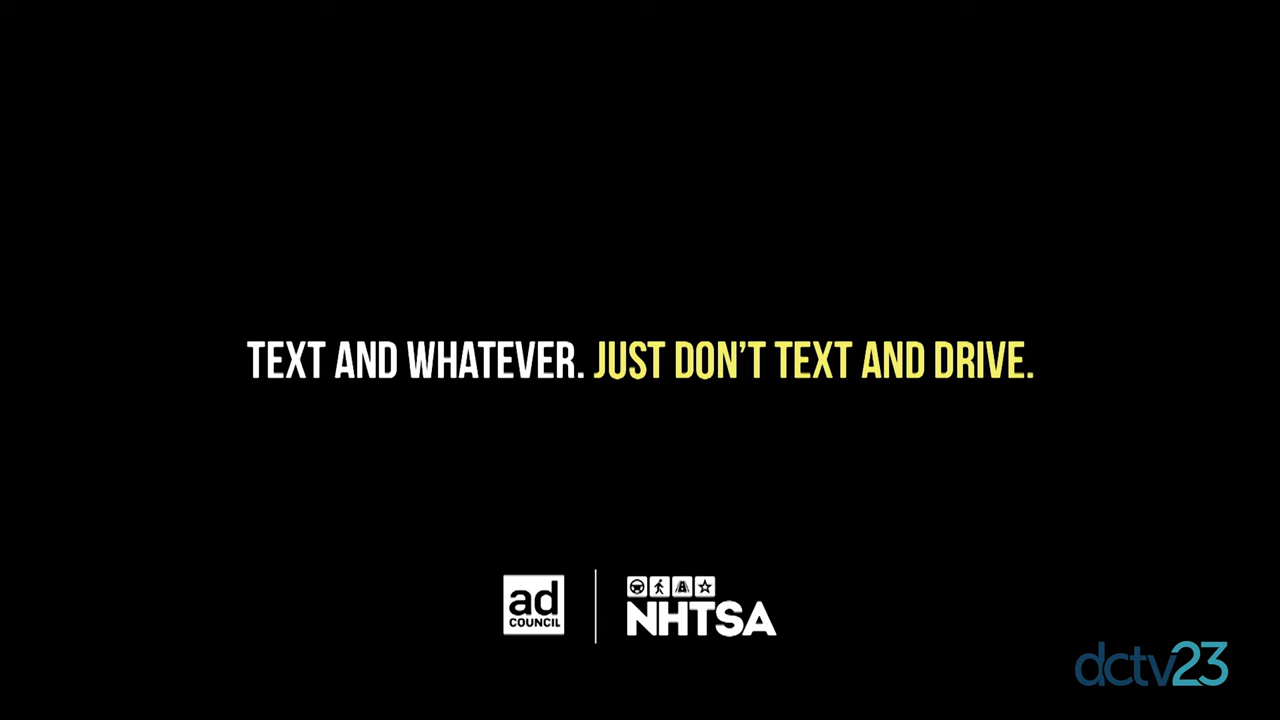 TEXT AND WHATEVER. JUST DON'T TEXT AND DRIVE.
ad
COUNCIL
NHTSA
dctv23